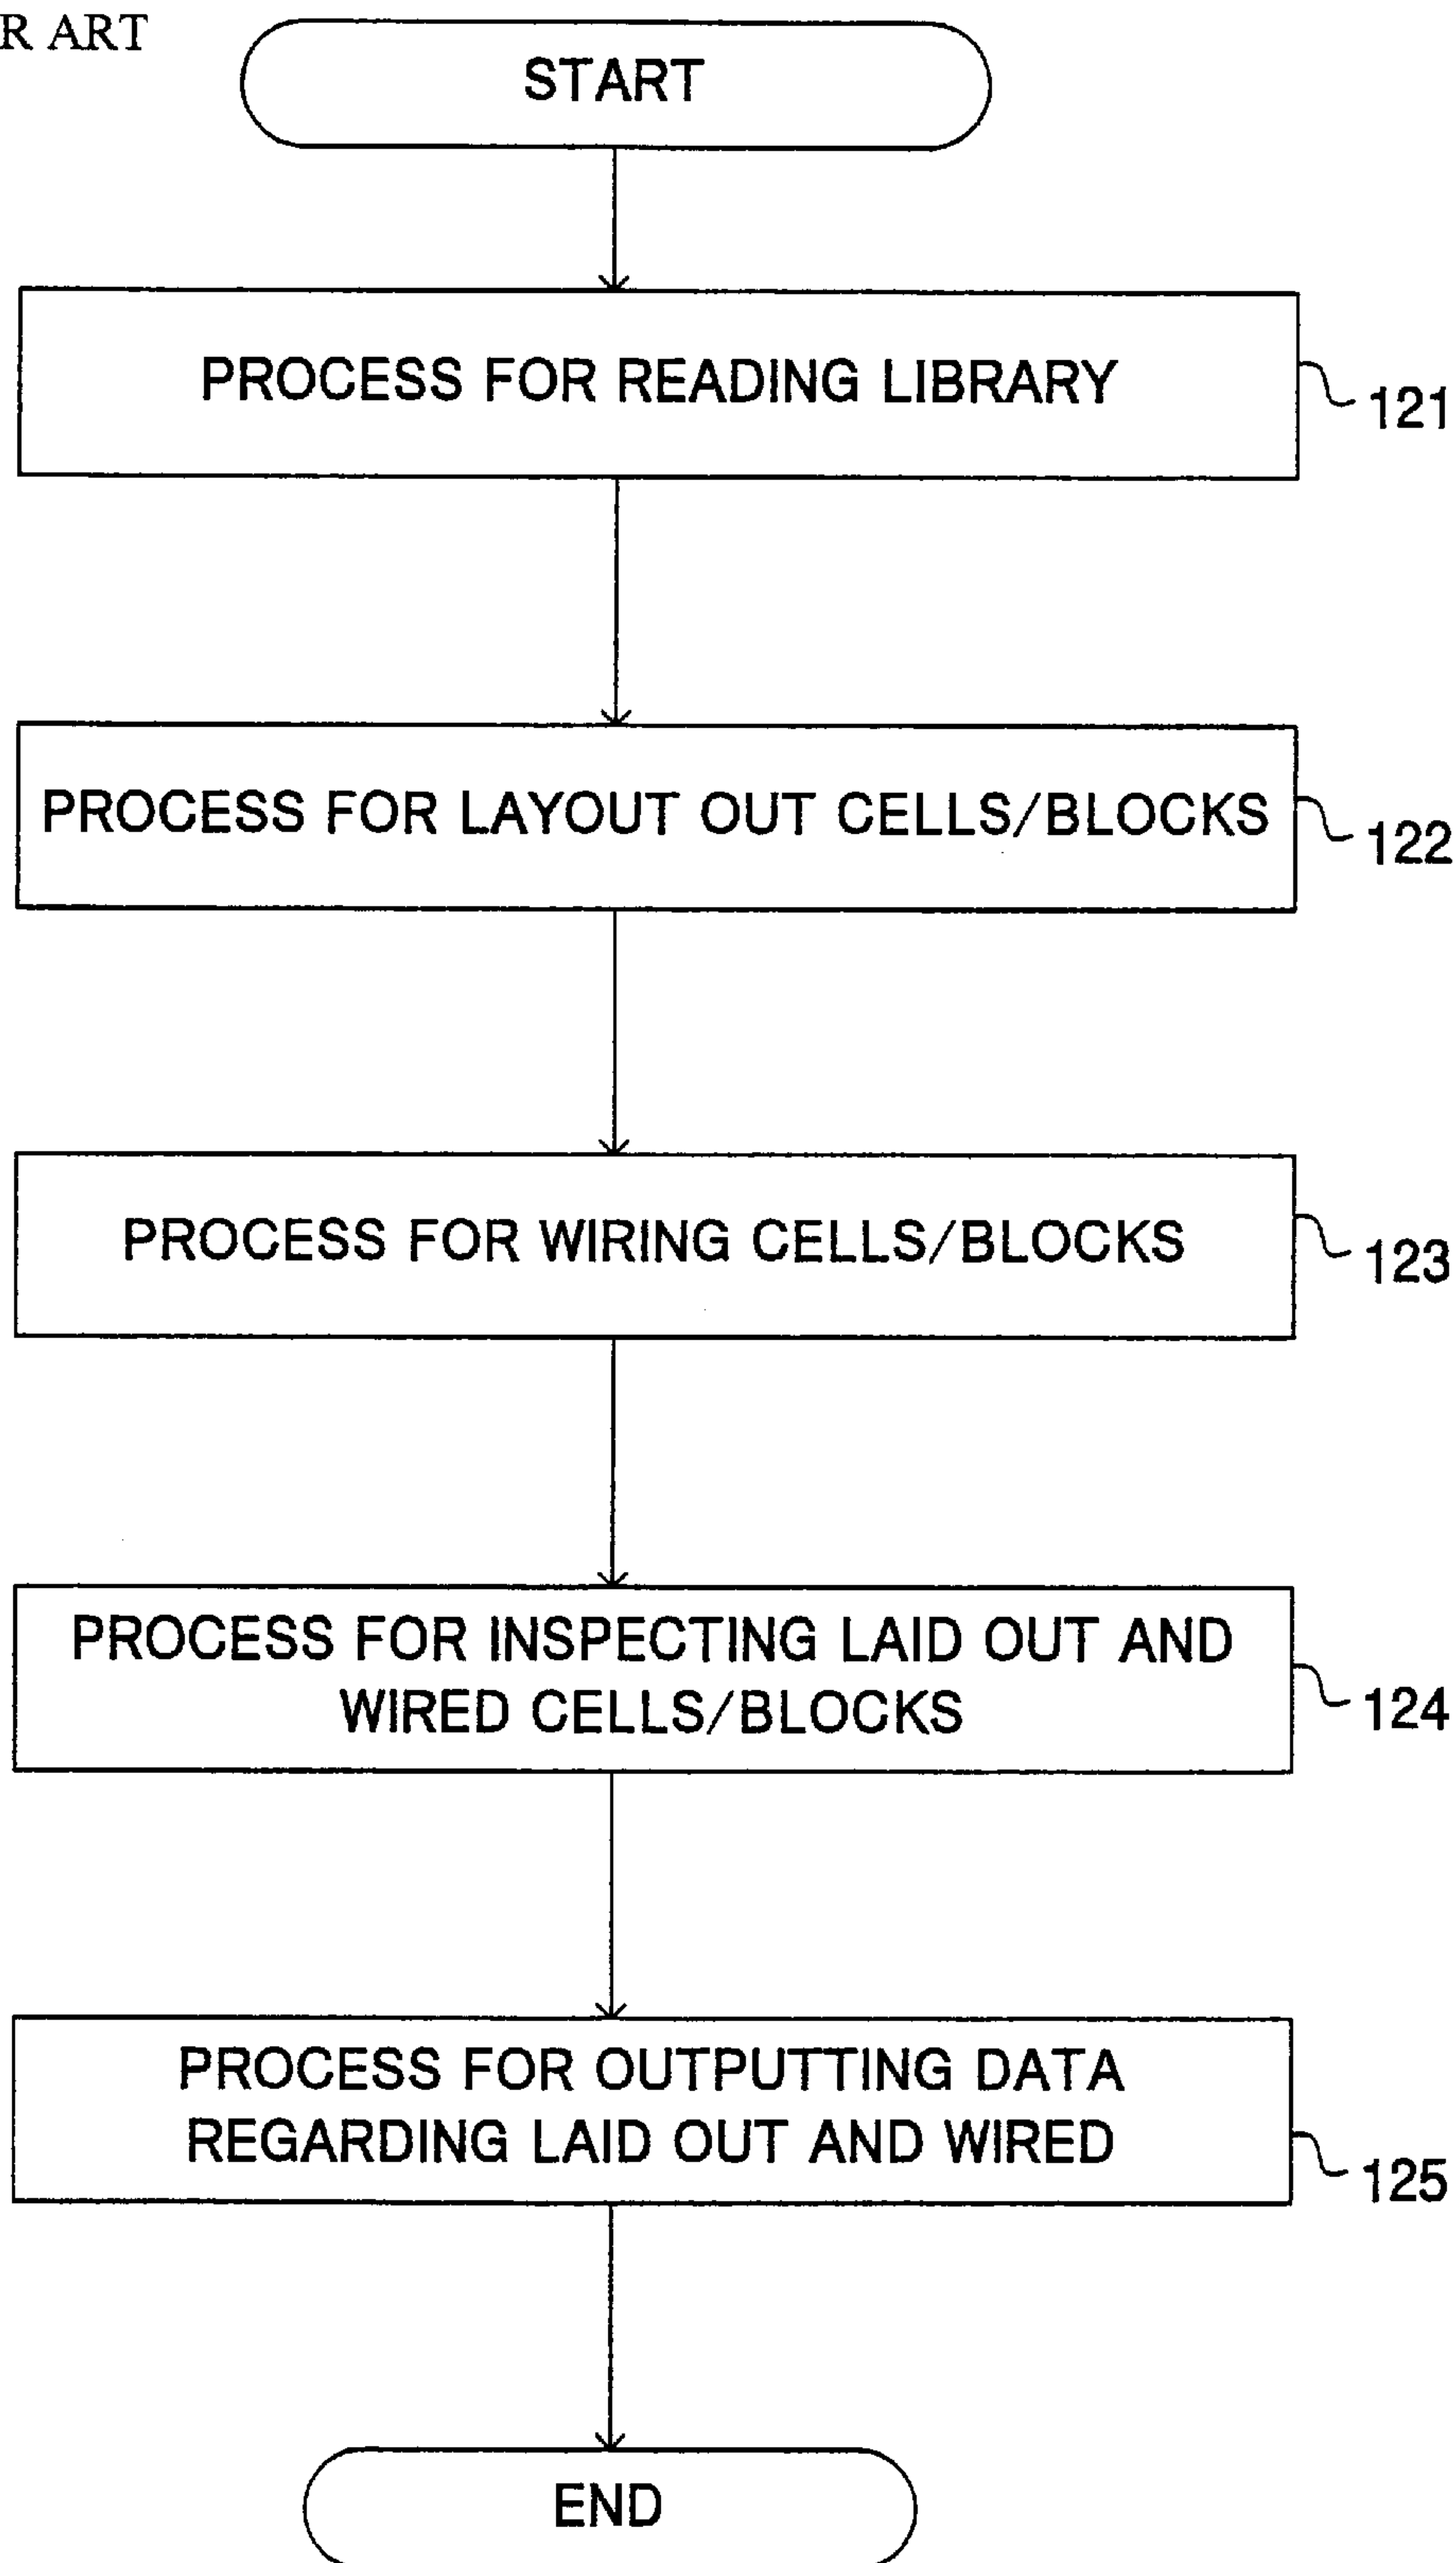 R ART
START
PROCESS FOR READING LIBRARY
121
PROCESS FOR LAYOUT OUT CELLS/BLOCKS
122
PROCESS FOR WIRING CELLS/BLOCKS
123
PROCESS FOR INSPECTING LAID OUT AND
WIRED CELLS/BLOCKS
124
PROCESS FOR OUTPUTTING DATA
REGARDING LAID OUT AND WIRED
125
END